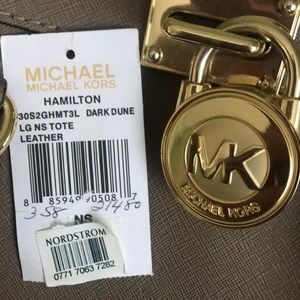 MICHAEL
MICHAEL KORS
HAMILTON
30S2GHMT3L DARK DUNE
LG NS TOTE
LEATHER
NS
NORDSTROM
0771 7063 7282
MK
MICHAEL KORS